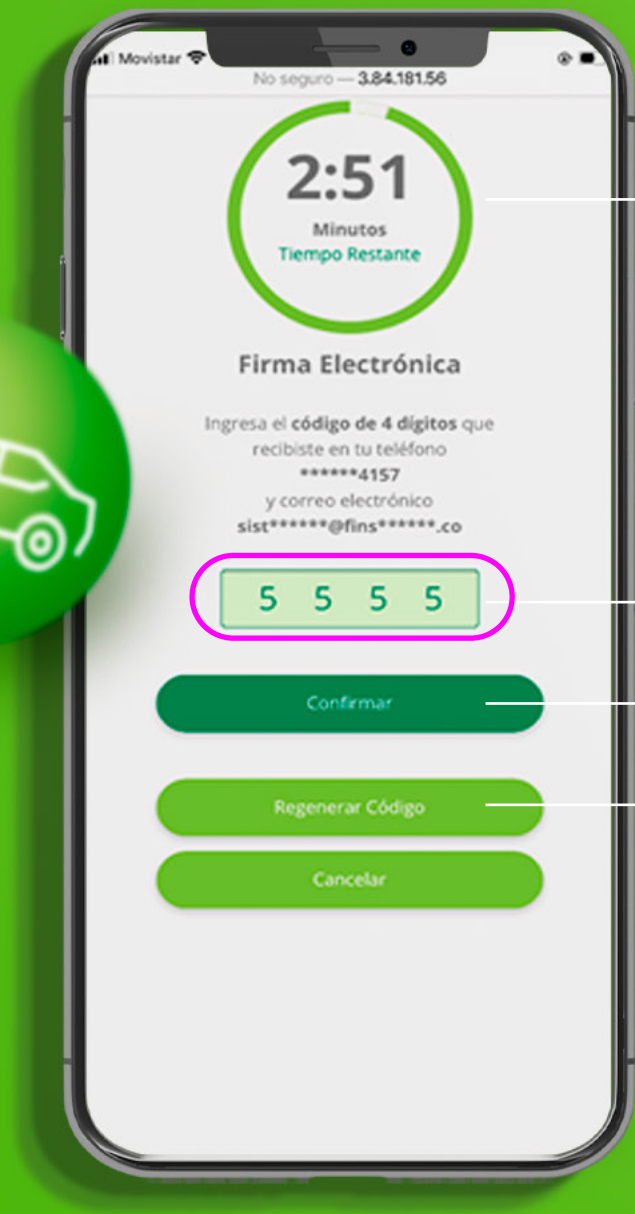 Movistar
No seguro — 3.84.181.56
2:51
Minutos
Tiempo Restante
Firma Electrónica
Ingresa el código de 4 dígitos que
recibiste en tu teléfono
******4157
y correo electrónico
sist******@fins******.co
5 5 5 5
Confirmar
Regenerar Código
Cancelar